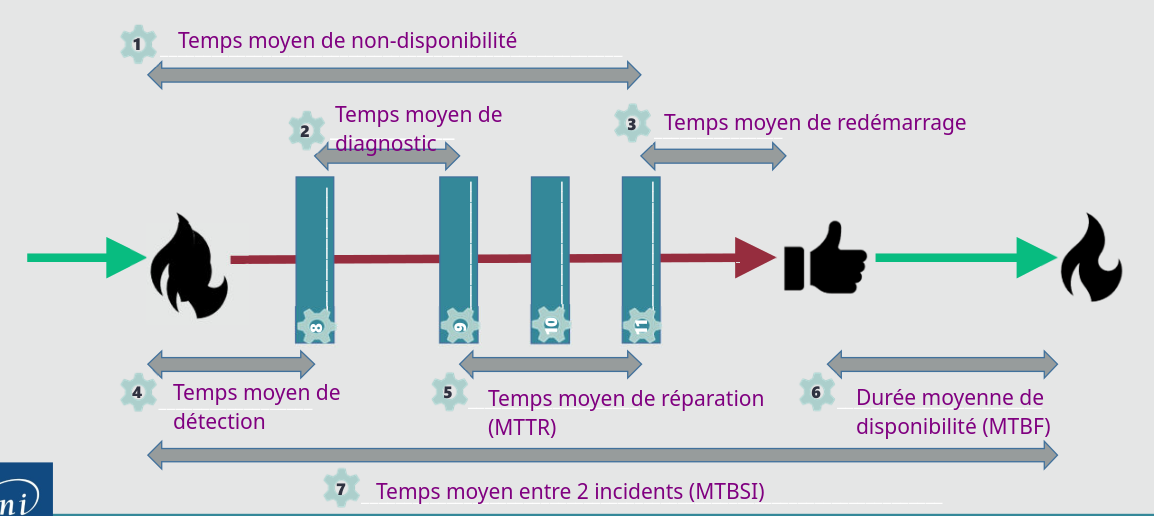 1 Temps moyen de non-disponibilité
2 Temps moyen de
diagnostic
3 Temps moyen de redémarrage
8
9
10
11
4 Temps moyen de
détection
5 Temps moyen de réparation
(MTTR)
6 Durée moyenne de
disponibilité (MTBF)
7 Temps moyen entre 2 incidents (MTBSI)